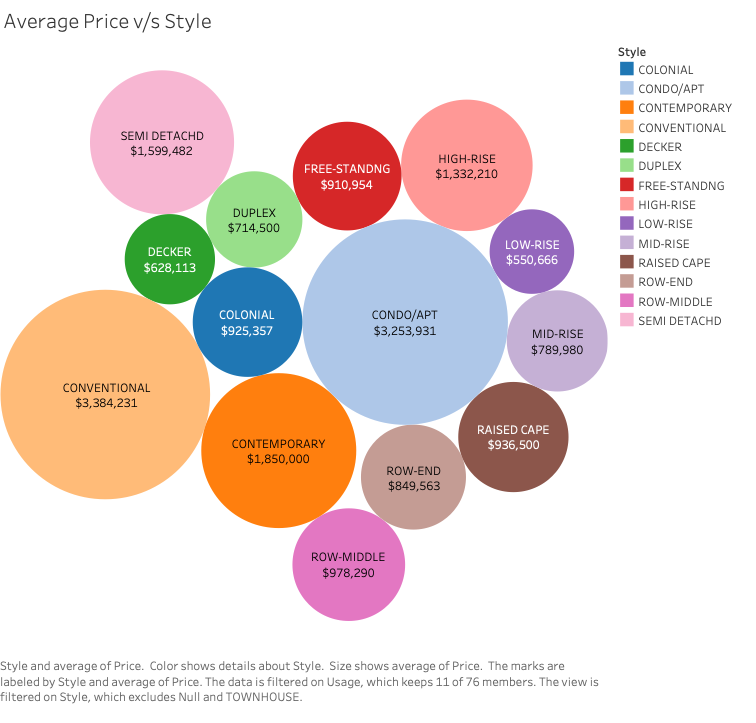 Average Price v/s Style
Style
COLONIAL
CONDO/APT
CONTEMPORARY
CONVENTIONAL
DECKER
DUPLEX
FREE-STANDNG
HIGH-RISE
LOW-RISE
MID-RISE
RAISED CAPE
ROW-END
ROW-MIDDLE
SEMI DETACHD
SEMI DETACHD
$1,599,482
FREE-STANDNG
$910,954
HIGH-RISE
$1,332,210
DUPLEX
$714,500
DECKER
$628,113
LOW-RISE
$550,666
COLONIAL
$925,357
CONDO/APT
$3,253,931
MID-RISE
$789,980
CONVENTIONAL
$3,384,231
CONTEMPORARY
$1,850,000
RAISED CAPE
$936,500
ROW-END
$849,563
ROW-MIDDLE
$978,290
Style and average of Price.  Color shows details about Style.  Size shows average of Price.  The marks are
labeled by Style and average of Price. The data is filtered on Usage, which keeps 11 of 76 members. The view is
filtered on Style, which excludes Null and TOWNHOUSE.